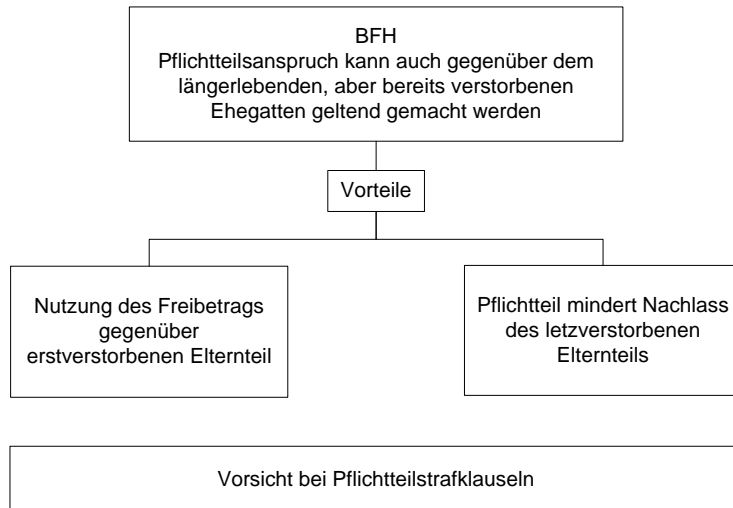 BFH
Pflichtteilsanspruch kann auch gegenüber dem
längerlebenden, aber bereits verstorbenen
Ehegatten geltend gemacht werden
Vorteile
Nutzung des Freibetrags
gegenüber
erstverstorbenen Elternteil
Pflichtteil mindert Nachlass
des letzverstorbenen
Elternteils
Vorsicht bei Pflichtteilstrafklauseln